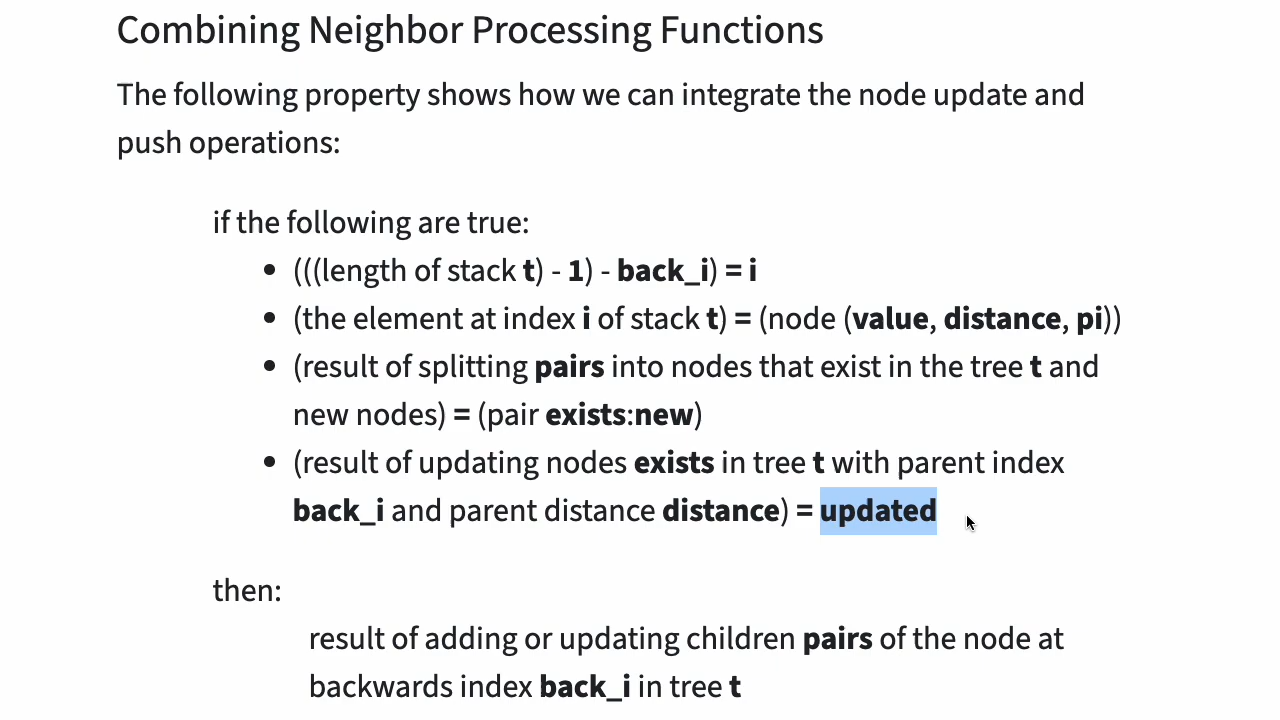 Combining Neighbor Processing Functions
The following property shows how we can integrate the node update and
push operations:
if the following are true:
• (((length of stack t) - 1) - back_i) = i
• (the element at index i of stack t) = (node (value, distance, pi))
• (result of splitting pairs into nodes that exist in the tree t and
new nodes) = (pair exists:new)
• (result of updating nodes exists in tree t with parent index
back_i and parent distance distance) = updated
then:
result of adding or updating children pairs of the node at
backwards index back_i in tree t